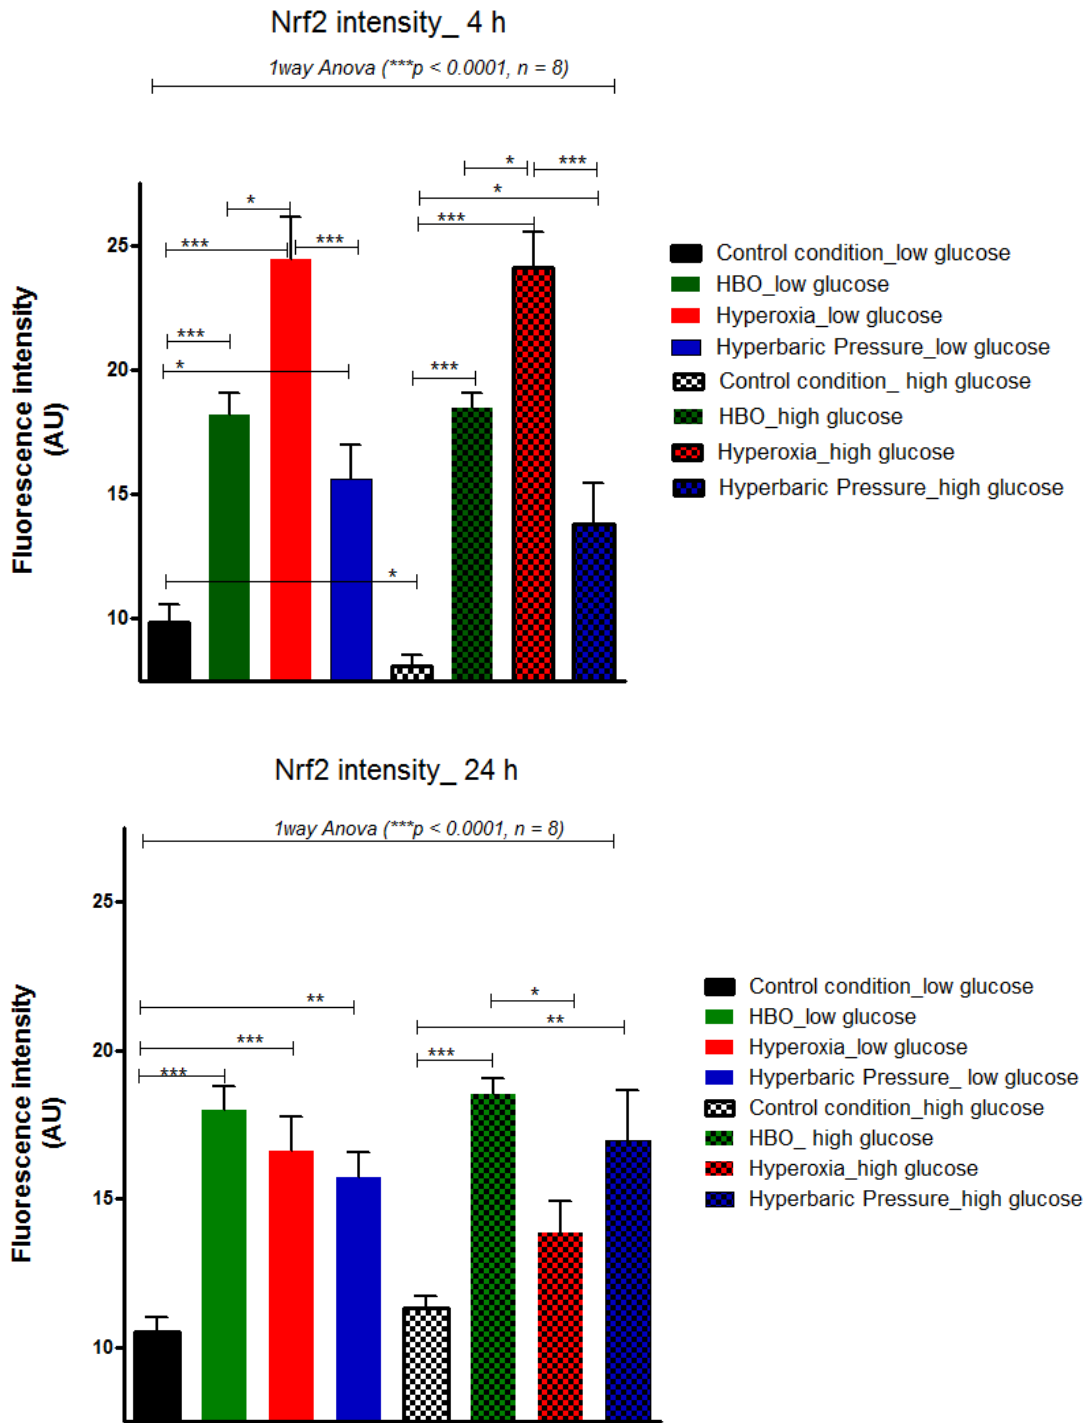 Nrf2 intensity_ 4 h
1way Anova (***p < 0.0001, n = 8)
* ***
*
* ***
*** ***
25
***
20
* ***
15
*
10
Fluorescence intensity
(AU)
Control condition_low glucose
HBO_low glucose
Hyperoxia_low glucose
Hyperbaric Pressure_low glucose
Control condition_ high glucose
HBO_high glucose
Hyperoxia_high glucose
Hyperbaric Pressure_high glucose
Nrf2 intensity_ 24 h
1way Anova (***p < 0.0001, n = 8)
25
** *
**
20
*** ***
***
15
10
Fluorescence intensity
(AU)
Control condition_low glucose
HBO_low glucose
Hyperoxia_low glucose
Hyperbaric Pressure_ low glucose
Control condition_high glucose
HBO_ high glucose
Hyperoxia_high glucose
Hyperbaric Pressure_high glucose